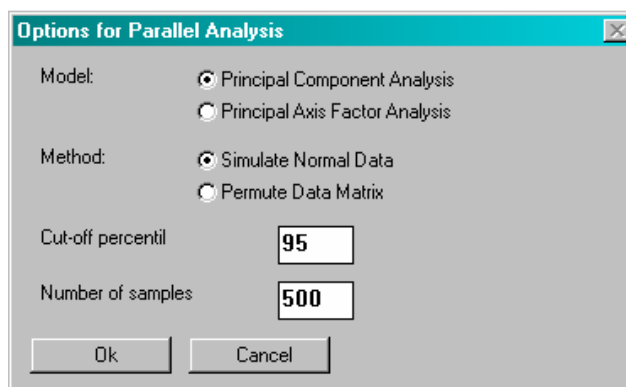 Options for Parallel Analysis
Model: Principal Component Analysis
Principal Axis Factor Analysis
Method: Simulate Normal Data
Permute Data Matrix
Cut-off percentil 95
Number of samples 500
Ok Cancel